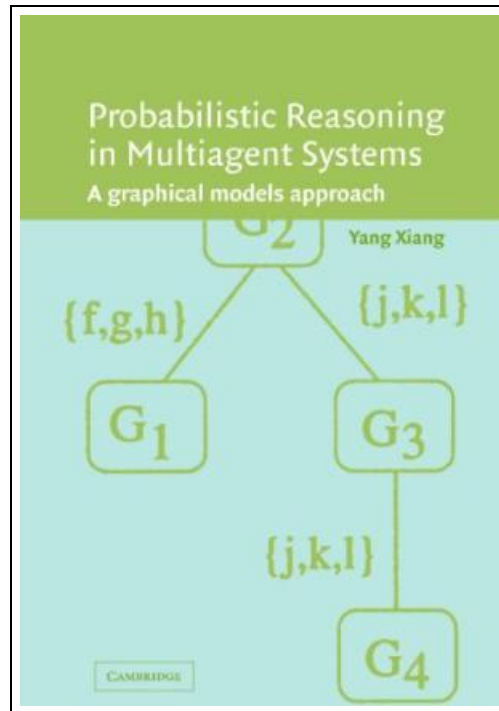 Probabilistic Reasoning
in Multiagent Systems
A graphical models approach
G2
Yang Xiang
{f,g,h}
{j,k,l}
G1
G3
{j,k,l}
G4
CAMBRIDGE